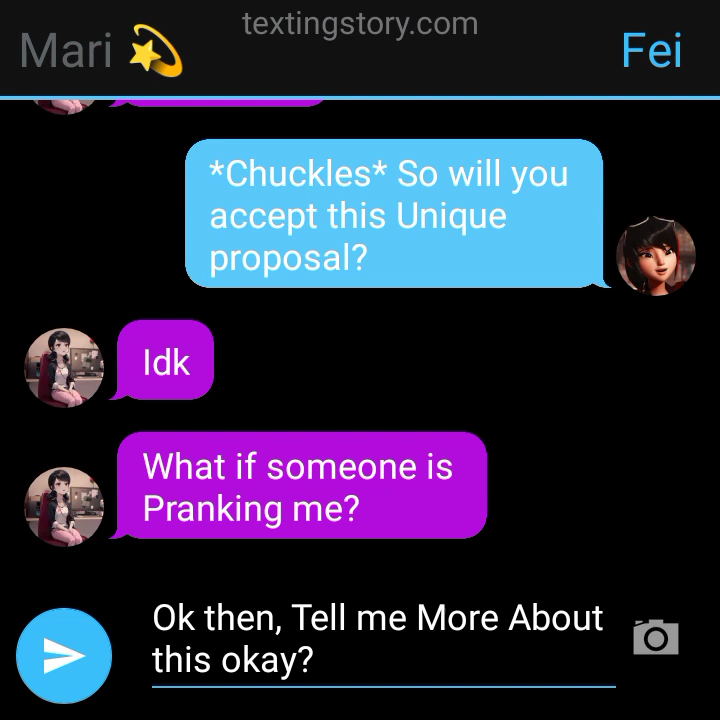 textingstory.com
Mari 💫
Fei
*Chuckles* So will you
accept this Unique
proposal?
Idk
What if someone is
Pranking me?
Ok then, Tell me More About
this okay?